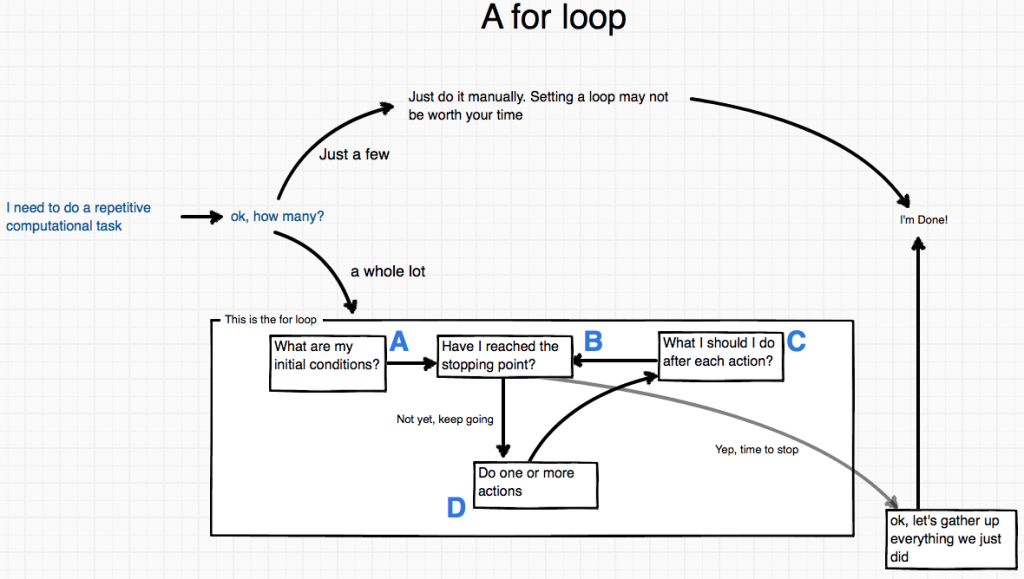 A for loop
Just do it manually. Setting a loop may not
be worth your time
Just a few
I need to do a repetitive
computational task
ok, how many?
I'm Done!
a whole lot
This is the for loop
What are my
initial conditions?
A
Have I reached the
stopping point?
B
What I should I do
after each action?
C
Not yet, keep going
Yep, time to stop
Do one or more
actions
D
ok, let's gather up
everything we just
did